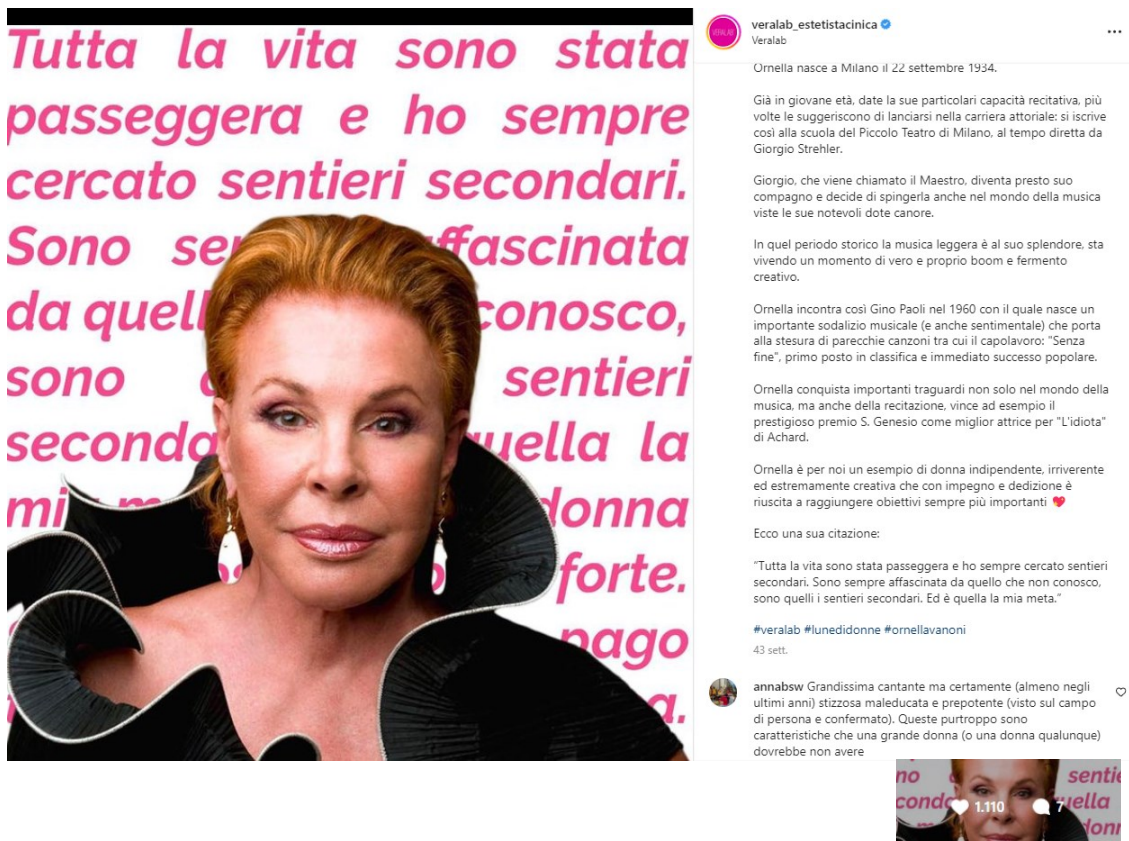 Tutta la vita sono stata
passeggera e ho sempre
cercato sentieri secondari.
Sono affascinata
da conosco,
sono sentieri
la
donna
forte.
pago
veralab_estetistacinica
Veralab
Ornella nasce a Milano il 22 settembre 1934.
Già in giovane età, date la sue particolari capacità recitativa, più
volte le suggeriscono di lanciarsi nella carriera attoriale: si iscrive
così alla scuola del Piccolo Teatro di Milano, al tempo diretta da
Giorgio Strehler.
Giorgio, che viene chiamato il Maestro, diventa presto suo
compagno e decide di spingerla anche nel mondo della musica
viste le sue notevoli dote canore.
In quel periodo storico la musica leggera è al suo splendore, sta
vivendo un momento di vero e proprio boom e fermento
creativo.
Ornella incontra così Gino Paoli nel 1960 con il quale nasce un
importante sodalizio musicale (e anche sentimentale) che porta
alla stesura di parecchie canzoni tra cui il capolavoro: "Senza
fine", primo posto in classifica e immediato successo popolare.
Ornella conquista importanti traguardi non solo nel mondo della
musica, ma anche della recitazione, vince ad esempio il
prestigioso premio S. Genesio come miglior attrice per "L'idiota"
di Achard.
Ornella è per noi un esempio di donna indipendente, irriverente
ed estremamente creativa che con impegno e dedizione è
riuscita a raggiungere obiettivi sempre più importanti 💖
Ecco una sua citazione:
“Tutta la vita sono stata passeggera e ho sempre cercato sentieri
secondari. Sono sempre affascinata da quello che non conosco,
sono quelli i sentieri secondari. Ed è quella la mia meta.”
#veralab #lunedidonne #ornellavanoni
43 sett.
annabsw Grandissima cantante ma certamente (almeno negli
ultimi anni) stizzosa maleducata e prepotente (visto sul campo
di persona e confermato). Queste purtroppo sono
caratteristiche che una grande donna (o una donna qualunque)
dovrebbe non avere
1.110 7